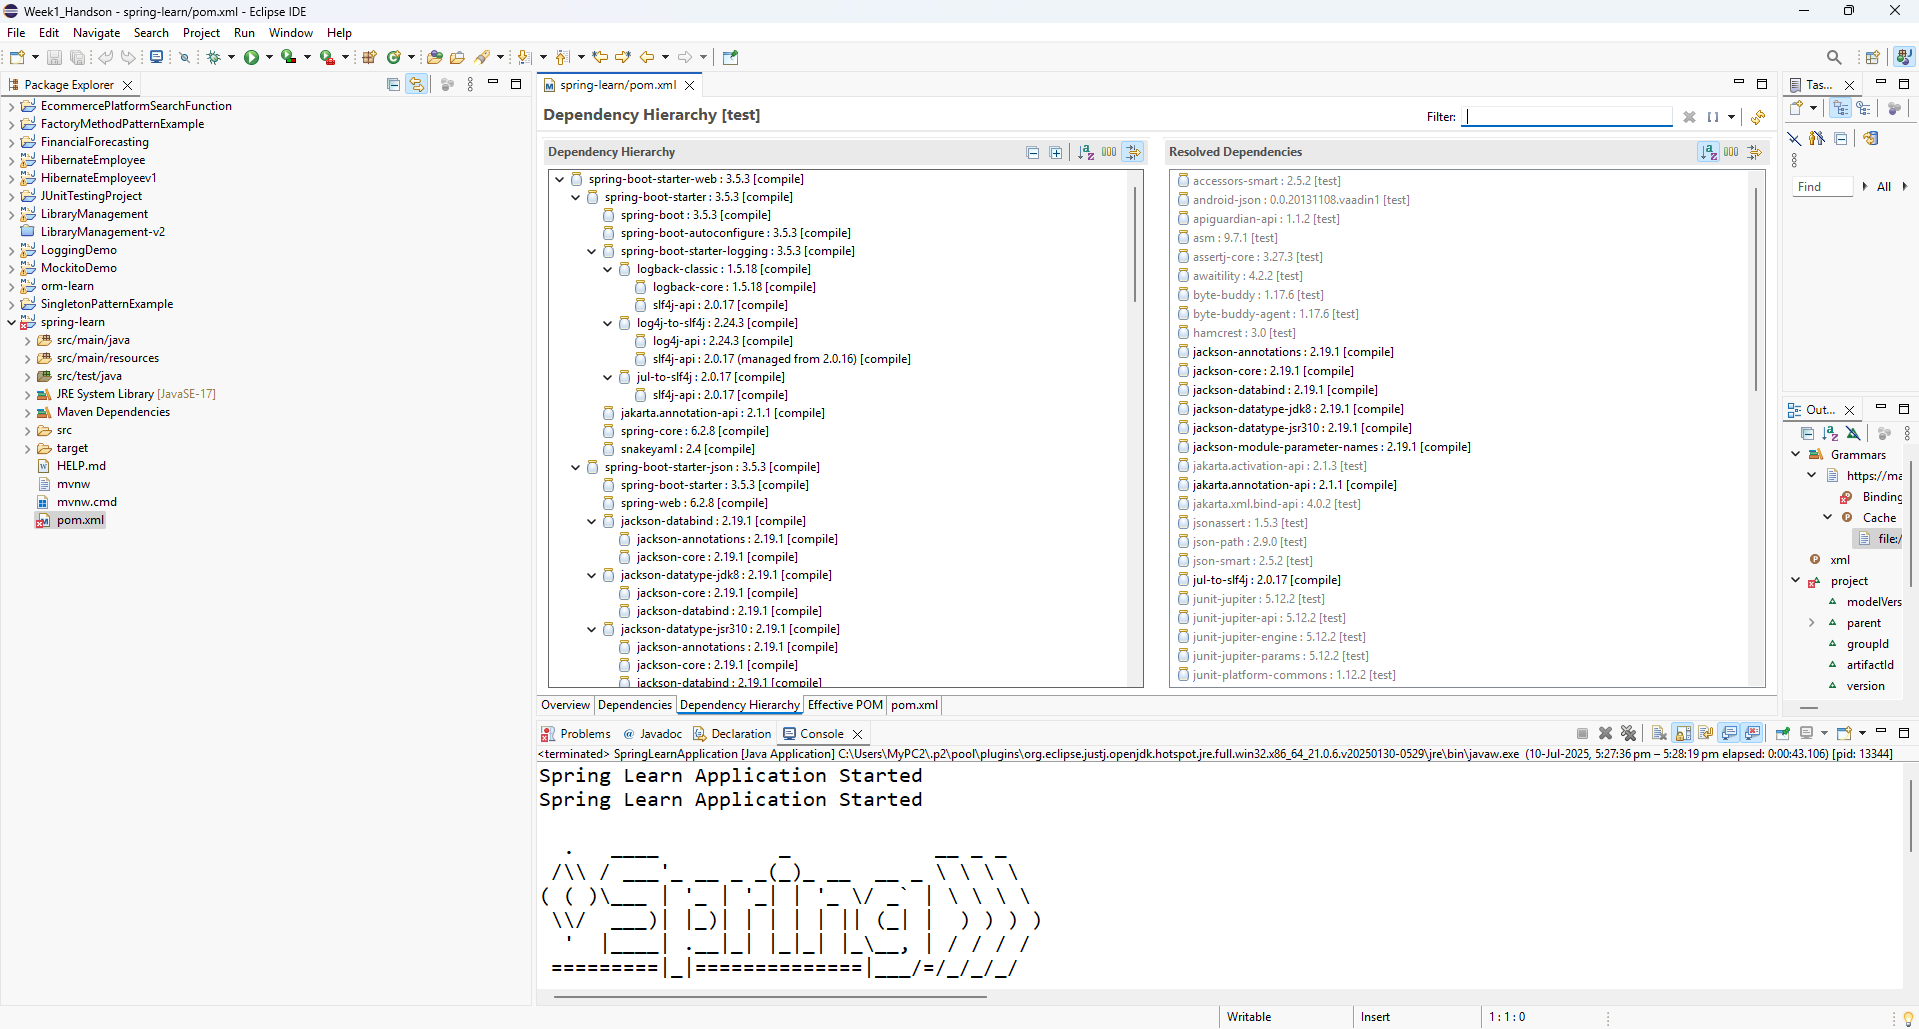 Week1_Handson - spring-learn/pom.xml - Eclipse IDE
File Edit Navigate Search Project Run Window Help
Package Explorer
EcommercePlatformSearchFunction
FactoryMethodPatternExample
FinancialForecasting
HibernateEmployee
HibernateEmployeev1
JUnitTestingProject
LibraryManagement
LibraryManagement-v2
LoggingDemo
MockitoDemo
orm-learn
SingletonPatternExample
spring-learn
src/main/java
src/main/resources
src/test/java
JRE System Library [JavaSE-17]
Maven Dependencies
src
target
HELP.md
mvnw
mvnw.cmd
pom.xml
spring-learn/pom.xml
Dependency Hierarchy [test]
Filter:
Dependency Hierarchy
spring-boot-starter-web : 3.5.3 [compile]
spring-boot-starter : 3.5.3 [compile]
spring-boot : 3.5.3 [compile]
spring-boot-autoconfigure : 3.5.3 [compile]
spring-boot-starter-logging : 3.5.3 [compile]
logback-classic : 1.5.18 [compile]
logback-core : 1.5.18 [compile]
slf4j-api : 2.0.17 [compile]
log4j-to-slf4j : 2.24.3 [compile]
log4j-api : 2.24.3 [compile]
slf4j-api : 2.0.17 (managed from 2.0.16) [compile]
jul-to-slf4j : 2.0.17 [compile]
slf4j-api : 2.0.17 [compile]
jakarta.annotation-api : 2.1.1 [compile]
spring-core : 6.2.8 [compile]
snakeyaml : 2.4 [compile]
spring-boot-starter-json : 3.5.3 [compile]
spring-boot-starter : 3.5.3 [compile]
spring-web : 6.2.8 [compile]
jackson-databind : 2.19.1 [compile]
jackson-annotations : 2.19.1 [compile]
jackson-core : 2.19.1 [compile]
jackson-datatype-jdk8 : 2.19.1 [compile]
jackson-core : 2.19.1 [compile]
jackson-databind : 2.19.1 [compile]
jackson-datatype-jsr310 : 2.19.1 [compile]
jackson-annotations : 2.19.1 [compile]
jackson-core : 2.19.1 [compile]
jackson-databind : 2.19.1 [compile]
Resolved Dependencies
accessors-smart : 2.5.2 [test]
android-json : 0.0.20131108.vaadin1 [test]
apiguardian-api : 1.1.2 [test]
asm : 9.7.1 [test]
assertj-core : 3.27.3 [test]
awaitility : 4.2.2 [test]
byte-buddy : 1.17.6 [test]
byte-buddy-agent : 1.17.6 [test]
hamcrest : 3.0 [test]
jackson-annotations : 2.19.1 [compile]
jackson-core : 2.19.1 [compile]
jackson-databind : 2.19.1 [compile]
jackson-datatype-jdk8 : 2.19.1 [compile]
jackson-datatype-jsr310 : 2.19.1 [compile]
jackson-module-parameter-names : 2.19.1 [compile]
jakarta.activation-api : 2.1.3 [test]
jakarta.annotation-api : 2.1.1 [compile]
jakarta.xml.bind-api : 4.0.2 [test]
jsonassert : 1.5.3 [test]
json-path : 2.9.0 [test]
json-smart : 2.5.2 [test]
jul-to-slf4j : 2.0.17 [compile]
junit-jupiter : 5.12.2 [test]
junit-jupiter-api : 5.12.2 [test]
junit-jupiter-engine : 5.12.2 [test]
junit-jupiter-params : 5.12.2 [test]
junit-platform-commons : 1.12.2 [test]
Overview Dependencies Dependency Hierarchy Effective POM pom.xml
Tas...
Find All
Out...
Grammars
https://ma
Binding
Cache
file:/
xml
project
modelVers
parent
groupId
artifactId
version
Problems @ Javadoc Declaration Console
<terminated> SpringLearnApplication [Java Application] C:\Users\MyPC2\.p2\pool\plugins\org.eclipse.justj.openjdk.hotspot.jre.full.win32.x86_64_21.0.6.v20250130-0529\jre\bin\javaw.exe (10-Jul-2025, 5:27:36 pm – 5:28:19 pm elapsed: 0:00:43.106) [pid: 13344]
Spring Learn Application Started
Spring Learn Application Started
  .   ____          _            __ _ _
 /\\ / ___'_ __ _ _(_)_ __  __ _ \ \ \ \
( ( )\___ | '_ | '_| | '_ \/ _` | \ \ \ \
 \\/  ___)| |_)| | | | | || (_| |  ) ) ) )
  '  |____| .__|_| |_|_| |_\__, | / / / /
 =========|_|==============|___/=/_/_/_/
Writable Insert 1 : 1 : 0